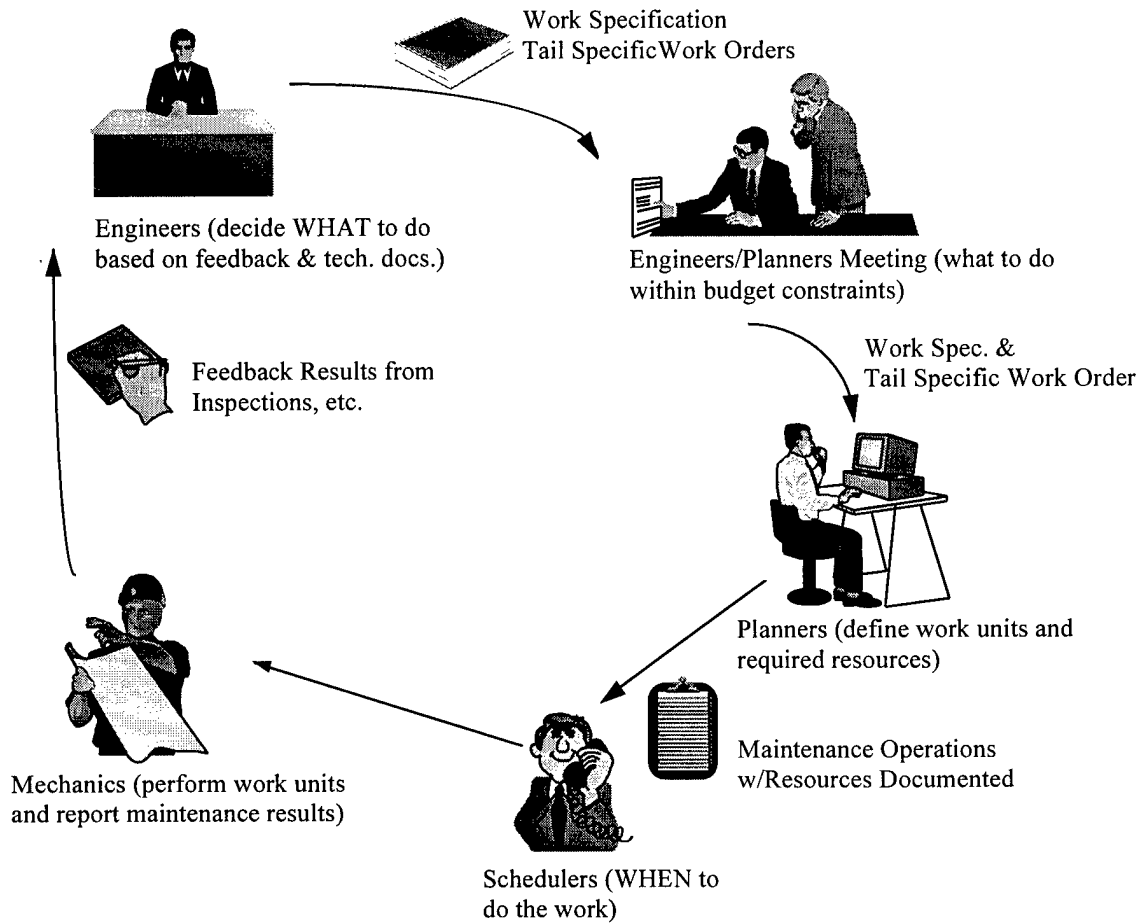 Work Specification
Tail SpecificWork Orders
Engineers (decide WHAT to do
based on feedback & tech. docs.)
Engineers/Planners Meeting (what to do
within budget constraints)
Work Spec. &
Tail Specific Work Order
Feedback Results from
Inspections, etc.
Planners (define work units and
required resources)
Maintenance Operations
w/Resources Documented
Mechanics (perform work units
and report maintenance results)
Schedulers (WHEN to
do the work)